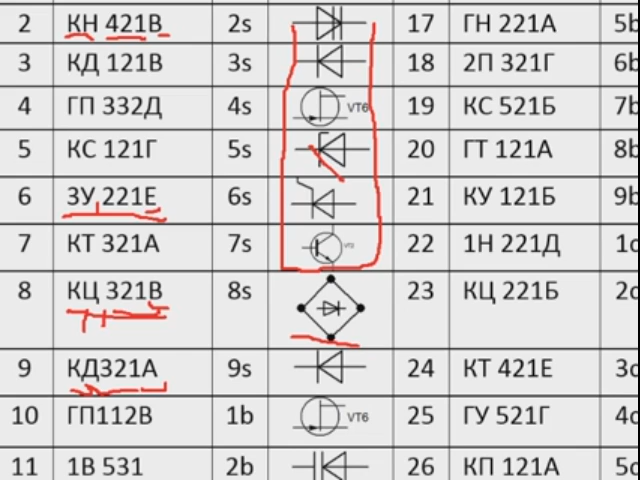 2 КН 421В 2s 17 ГН 221А 5b
3 КД 121В 3s 18 2П 321Г 6b
4 ГП 332Д 4s VT6 19 КС 521Б 7b
5 КС 121Г 5s 20 ГТ 121А 8b
6 ЗУ 221Е 6s 21 КУ 121Б 9b
7 КТ 321А 7s 22 1Н 221Д
8 КЦ 321В 8s 23 КЦ 221Б
9 КД321А 9s 24 КТ 421Е
10 ГП112В 1b VT6 25 ГУ 521Г
11 1В 531 2b 26 КП 121А